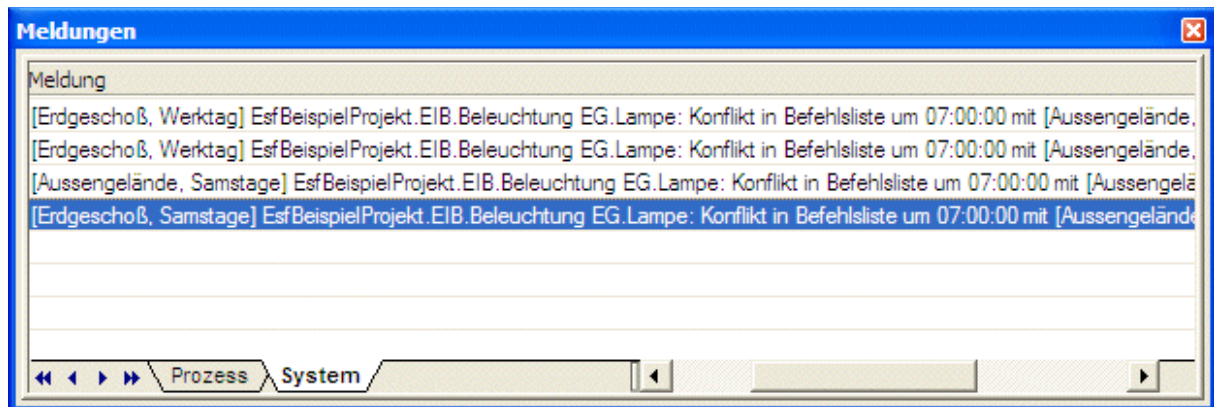 Meldungen
Meldung
[Erdgeschoß, Werktag] EsfBeispielProjekt.EIB.Beleuchtung EG.Lampe: Konflikt in Befehlsliste um 07:00:00 mit [Aussengelände,
[Erdgeschoß, Werktag] EsfBeispielProjekt.EIB.Beleuchtung EG.Lampe: Konflikt in Befehlsliste um 07:00:00 mit [Aussengelände,
[Aussengelände, Samstage] EsfBeispielProjekt.EIB.Beleuchtung EG.Lampe: Konflikt in Befehlsliste um 07:00:00 mit [Aussengelä
[Erdgeschoß, Samstage] EsfBeispielProjekt.EIB.Beleuchtung EG.Lampe: Konflikt in Befehlsliste um 07:00:00 mit [Aussengelände
Prozess System